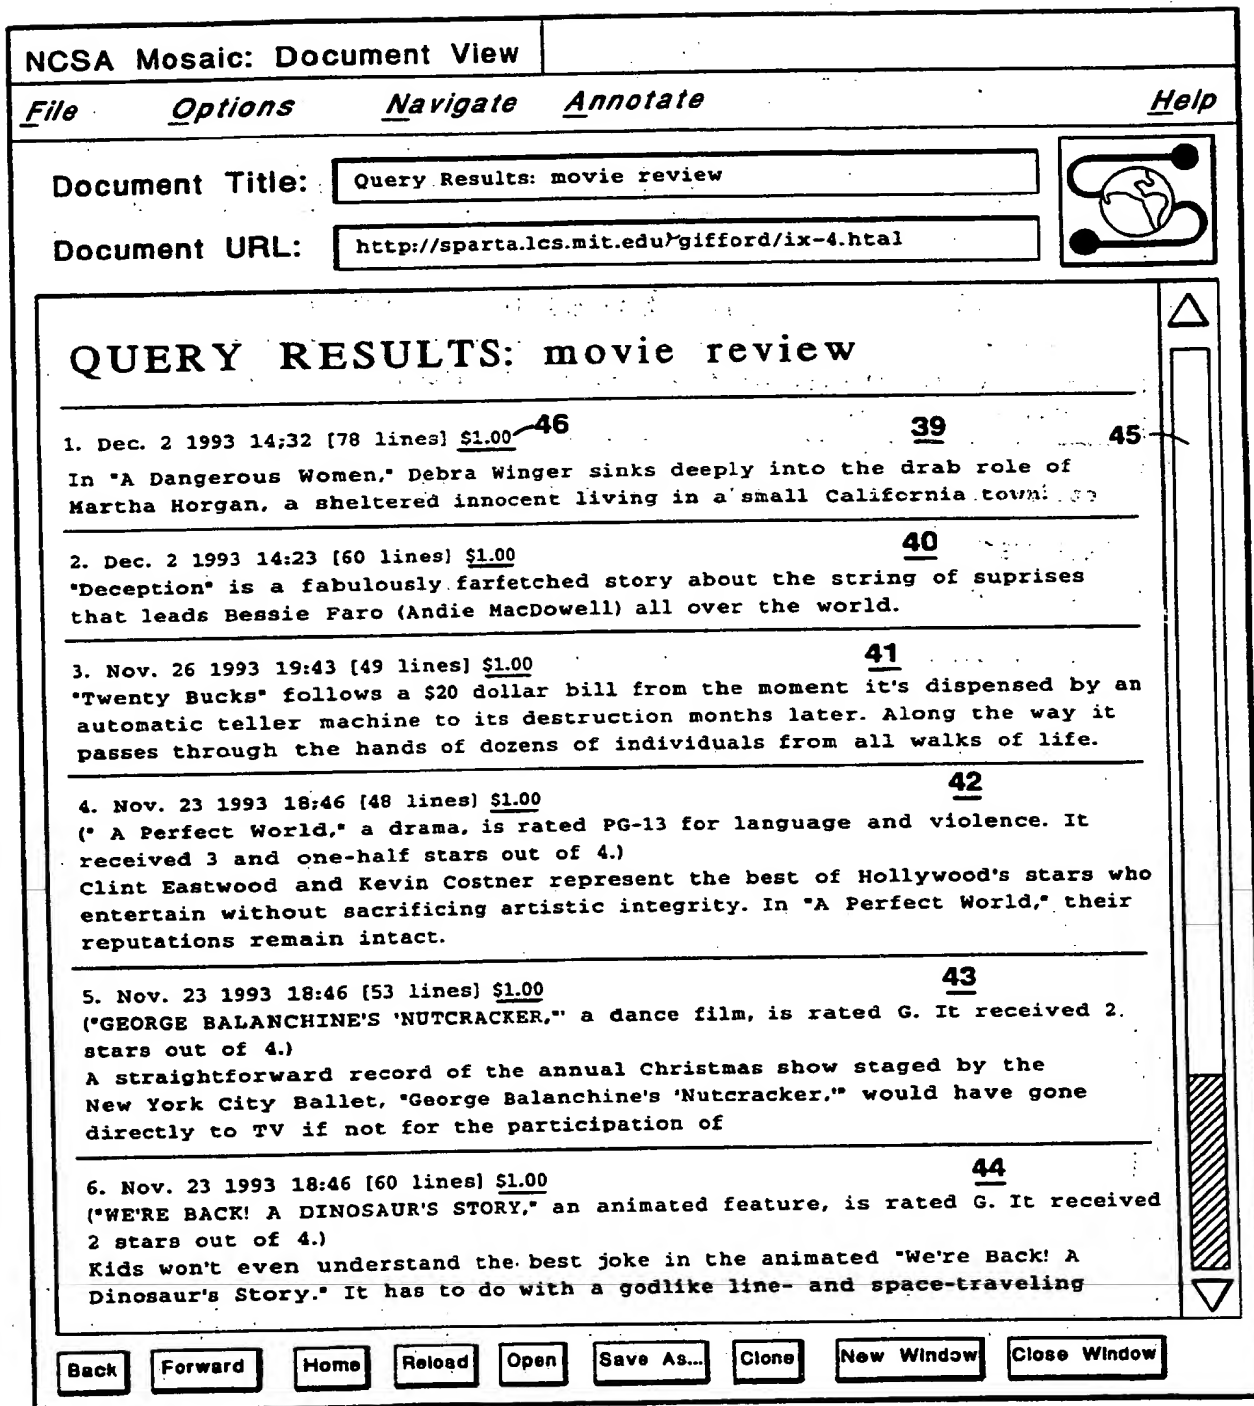 NCSA Mosaic: Document View
File Options Navigate Annotate Help
Document Title: Query Results: movie review
Document URL: http://sparta.lcs.mit.edu/gifford/ix-4.htal
QUERY RESULTS: movie review
1. Dec. 2 1993 14;32 [78 lines] $1.00 46 39 45
In "A Dangerous Women," Debra Winger sinks deeply into the drab role of
Martha Horgan, a sheltered innocent living in a small California town.
2. Dec. 2 1993 14:23 [60 lines] $1.00 40
"Deception" is a fabulously farfetched story about the string of suprises
that leads Bessie Faro (Andie MacDowell) all over the world.
3. Nov. 26 1993 19:43 [49 lines] $1.00 41
"Twenty Bucks" follows a $20 dollar bill from the moment it's dispensed by an
automatic teller machine to its destruction months later. Along the way it
passes through the hands of dozens of individuals from all walks of life.
4. Nov. 23 1993 18:46 [48 lines] $1.00 42
(" A Perfect World," a drama, is rated PG-13 for language and violence. It
received 3 and one-half stars out of 4.)
Clint Eastwood and Kevin Costner represent the best of Hollywood's stars who
entertain without sacrificing artistic integrity. In "A Perfect World," their
reputations remain intact.
5. Nov. 23 1993 18:46 [53 lines] $1.00 43
("GEORGE BALANCHINE'S 'NUTCRACKER,'" a dance film, is rated G. It received 2.
stars out of 4.)
A straightforward record of the annual Christmas show staged by the
New York City Ballet, "George Balanchine's 'Nutcracker,'" would have gone
directly to TV if not for the participation of
6. Nov. 23 1993 18:46 [60 lines] $1.00 44
("WE'RE BACK! A DINOSAUR'S STORY," an animated feature, is rated G. It received
2 stars out of 4.)
Kids won't even understand the best joke in the animated "We're Back! A
Dinosaur's Story." It has to do with a godlike line- and space-traveling
Back Forward Home Reload Open Save As... Clone New Window Close Window